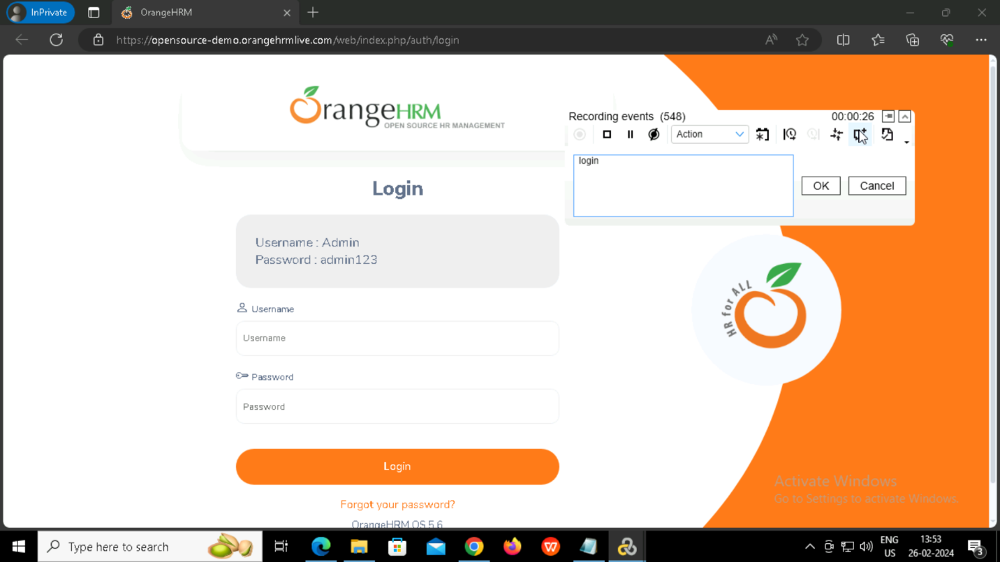 InPrivate
OrangeHRM
https://opensource-demo.orangehrmlive.com/web/index.php/auth/login
OrangeHRM
OPEN SOURCE HR MANAGEMENT
Recording events (548)
00:00:26
Action
login
OK
Cancel
Login
Username : Admin
Password : admin123
Username
Username
Password
Password
Login
Forgot your password?
OrangeHRM OS 5.6
HR for ALL
Activate Windows
Go to Settings to activate Windows.
Type here to search
ENG
US
13:53
26-02-2024
3